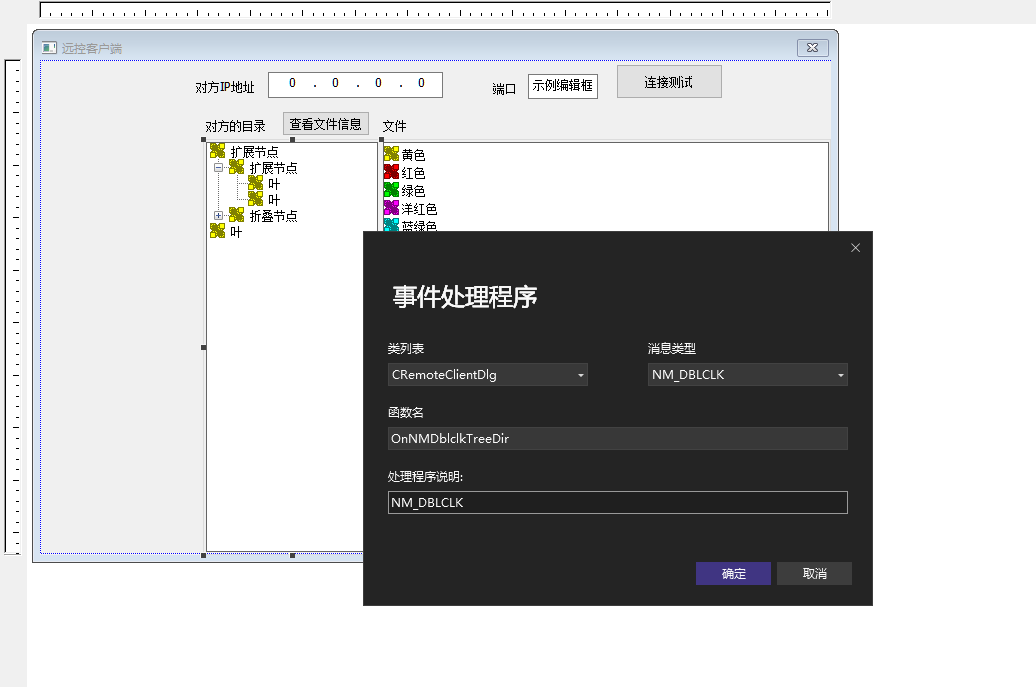 远控客户端
对方IP地址 0 . 0 . 0 . 0 端口 示例编辑框 连接测试
对方的目录 查看文件信息 文件
扩展节点
扩展节点
叶
叶
折叠节点
叶
黄色
红色
绿色
洋红色
蓝绿色
事件处理程序
类列表 消息类型
CRemoteClientDlg NM_DBLCLK
函数名
OnNMDblclkTreeDir
处理程序说明:
NM_DBLCLK
确定 取消